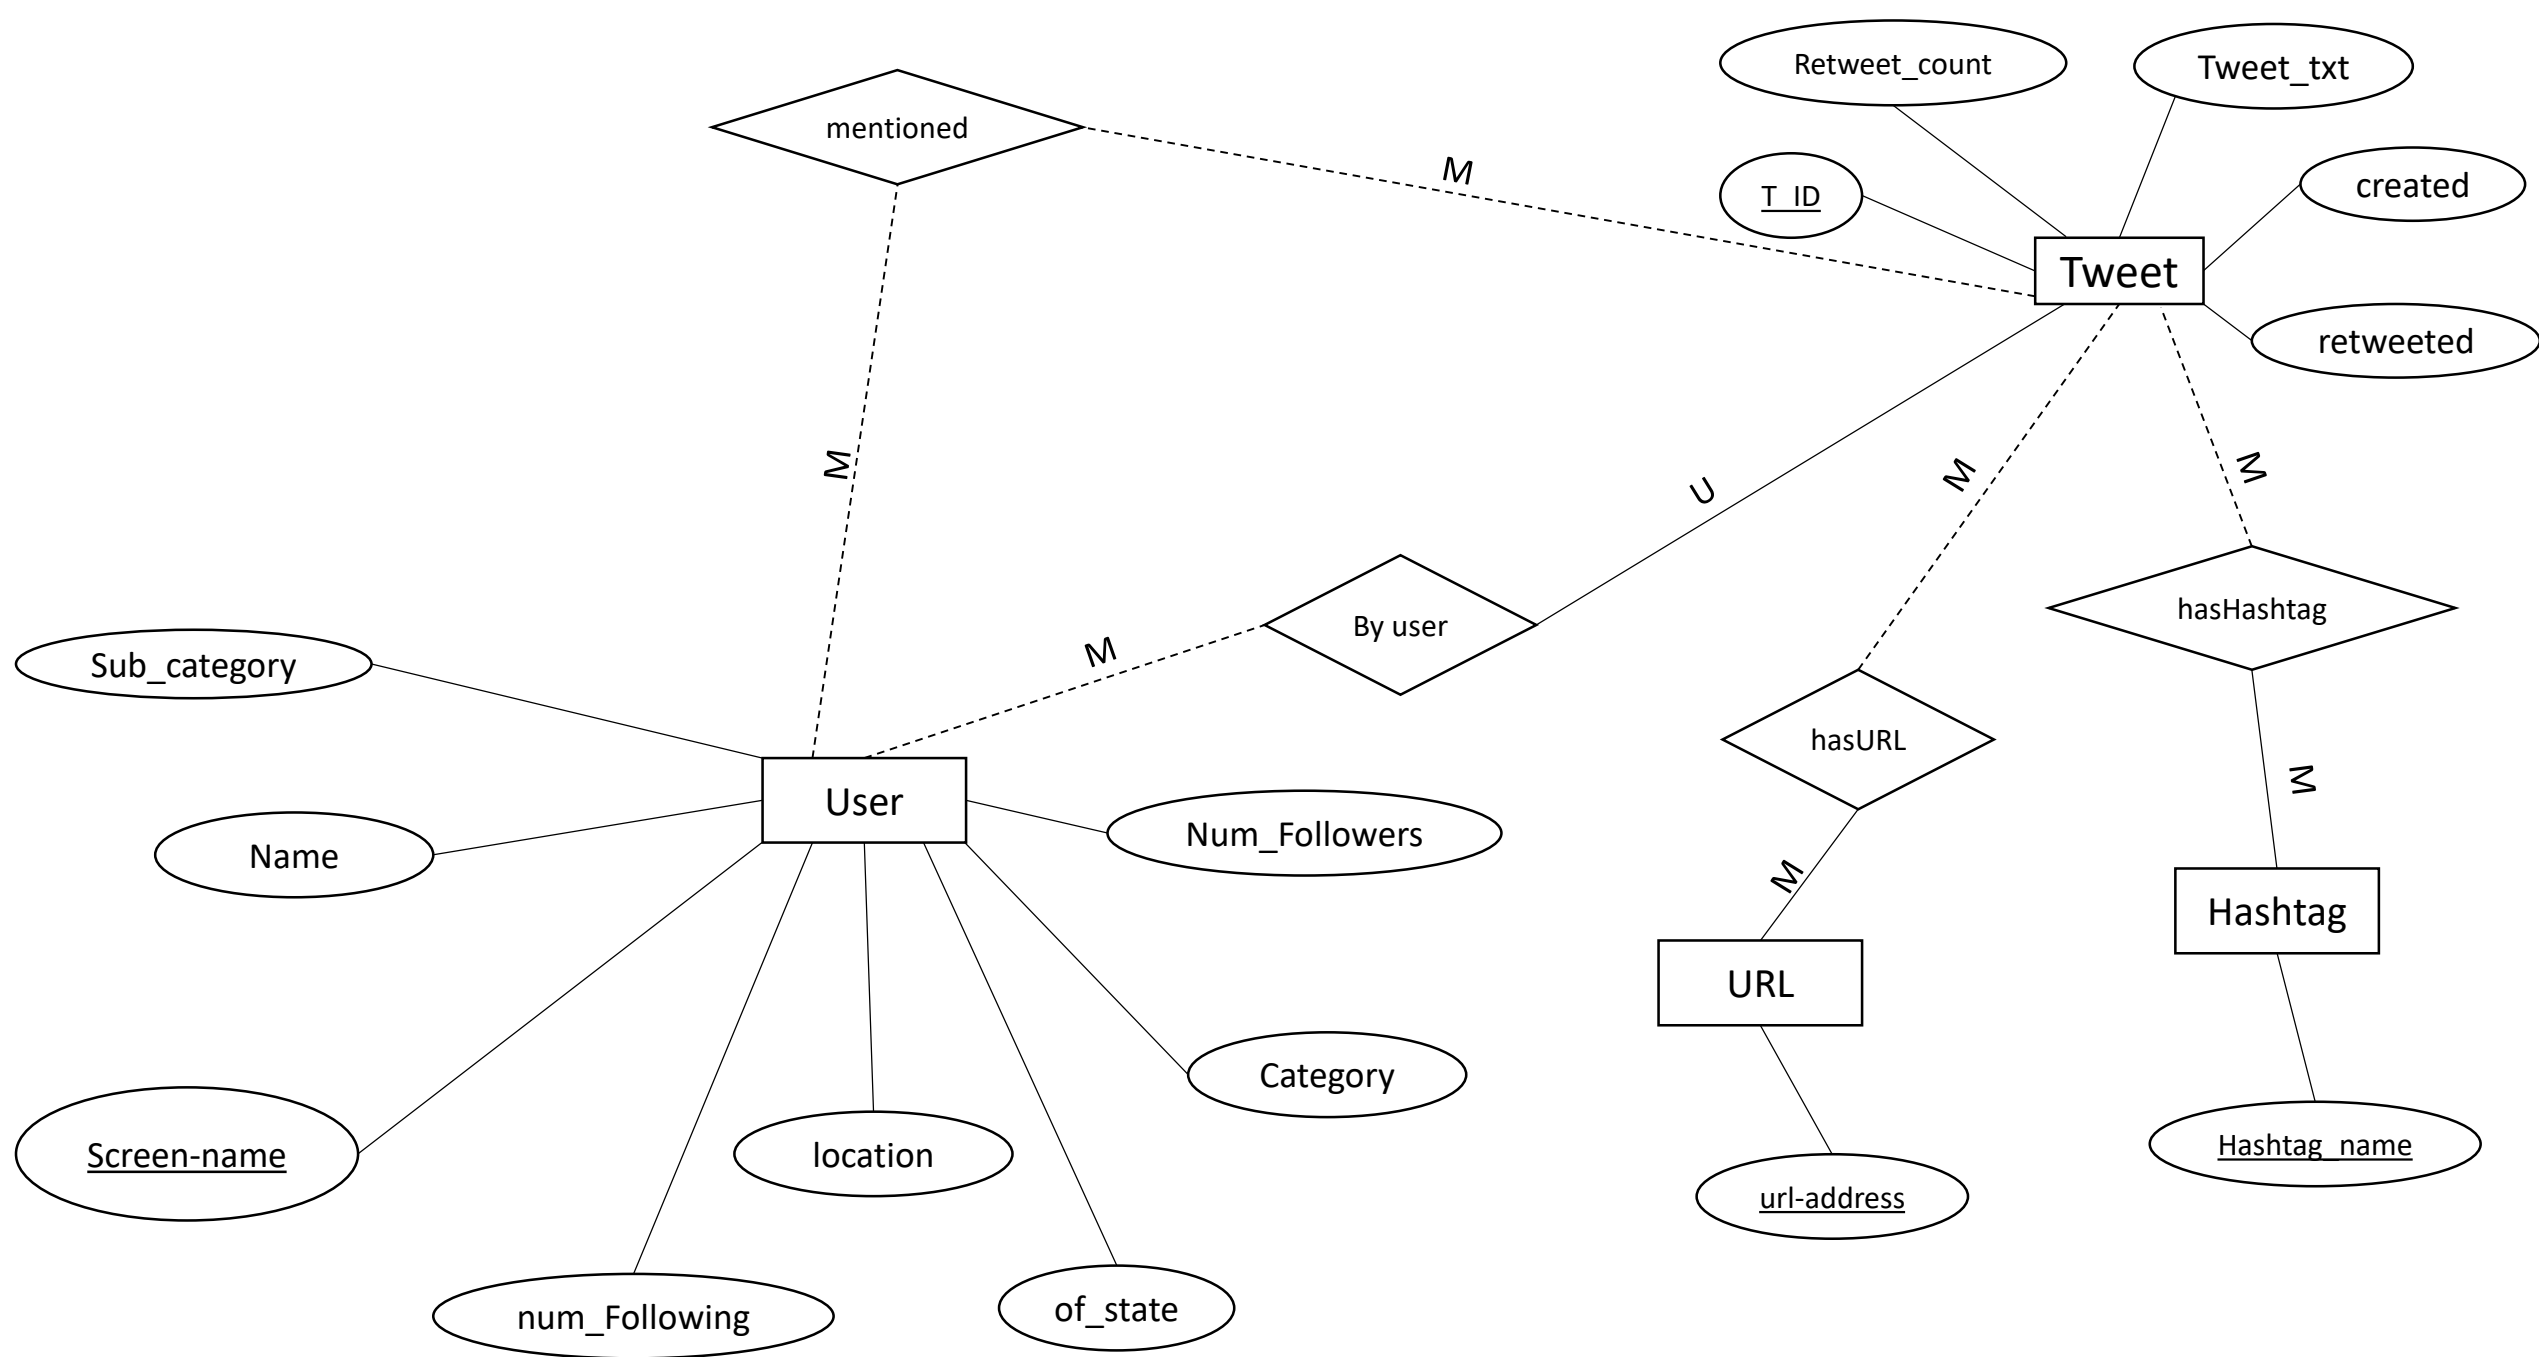 Retweet_count
Tweet_txt
mentioned
M
T_ID
created
Tweet
retweeted
M
U
M
M
By user
hasHashtag
M
Sub_category
hasURL
User
M
Num_Followers
Name
M
Hashtag
URL
Category
Screen-name
location
Hashtag_name
url-address
num_Following
of_state